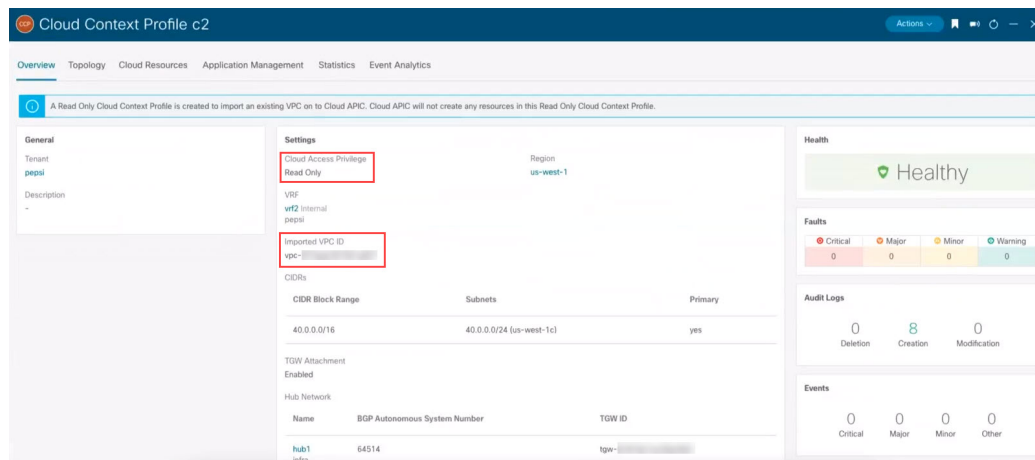 CCP Cloud Context Profile c2
Actions
Overview Topology Cloud Resources Application Management Statistics Event Analytics
A Read Only Cloud Context Profile is created to import an existing VPC on to Cloud APIC. Cloud APIC will not create any resources in this Read Only Cloud Context Profile.
General
Tenant
pepsi
Description
-
Settings
Cloud Access Privilege
Read Only
Region
us-west-1
VRF
vrf2 Internal
pepsi
Imported VPC ID
vpc-
CIDRs
CIDR Block Range Subnets Primary
40.0.0.0/16 40.0.0.0/24 (us-west-1c) yes
TGW Attachment
Enabled
Hub Network
Name BGP Autonomous System Number TGW ID
hub1 64514 tgw-
infra
Health
Healthy
Faults
Critical Major Minor Warning
0 0 0 0
Audit Logs
0 8 0
Deletion Creation Modification
Events
0 0 0 0
Critical Major Minor Other